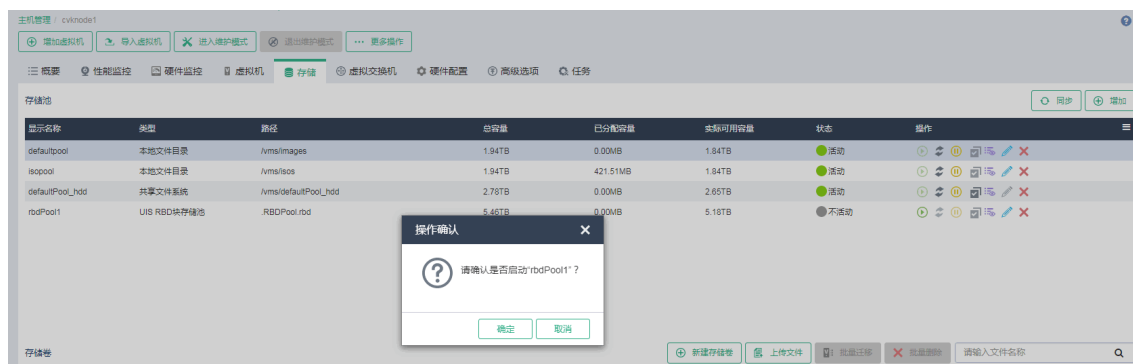 主机管理 / cvknode1
增加虚拟机 导入虚拟机 进入维护模式 退出维护模式 ··· 更多操作
概要 性能监控 硬件监控 虚拟机 存储 虚拟交换机 硬件配置 高级选项 任务
存储池 同步 增加
显示名称 类型 路径 总容量 已分配容量 实际可用容量 状态 操作
defaultpool 本地文件目录 /vms/images 1.94TB 0.00MB 1.84TB 活动
isopool 本地文件目录 /vms/isos 1.94TB 421.51MB 1.84TB 活动
defaultPool_hdd 共享文件系统 /vms/defaultPool_hdd 2.78TB 0.00MB 2.65TB 活动
rbdPool1 UIS RBD块存储池 .RBDPool.rbd 5.46TB 0.00MB 5.18TB 不活动
操作确认
请确认是否启动"rbdPool1"？
确定 取消
存储卷 新建存储卷 上传文件 批量迁移 批量删除 请输入文件名称